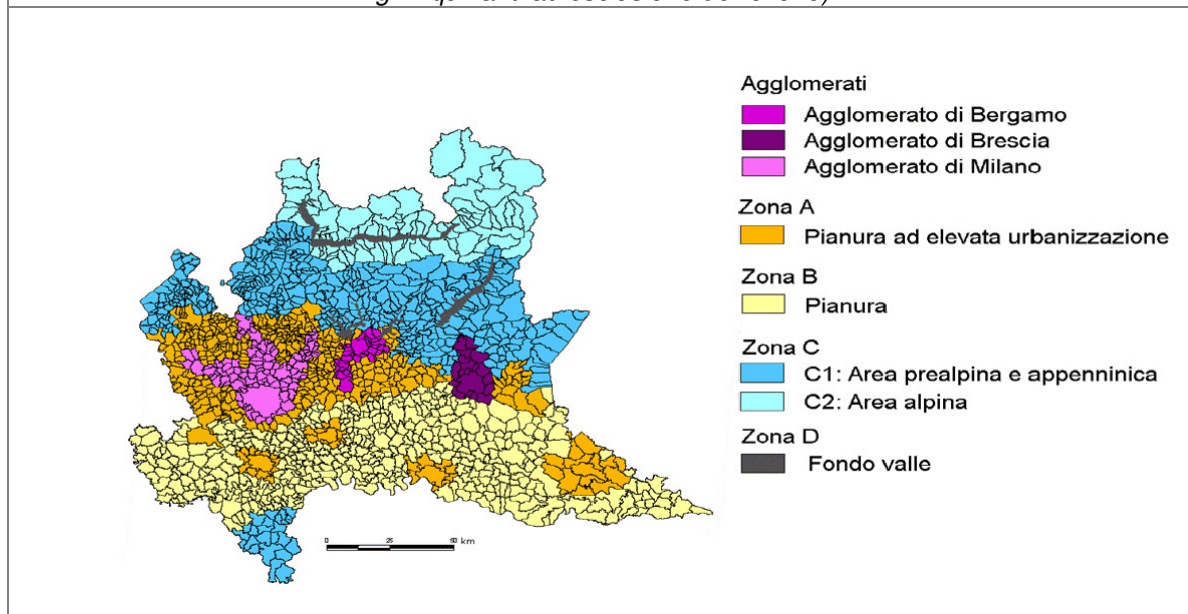 Agglomerati
Agglomerato di Bergamo
Agglomerato di Brescia
Agglomerato di Milano
Zona A
Pianura ad elevata urbanizzazione
Zona B
Pianura
Zona C
C1: Area prealpina e appenninica
C2: Area alpina
Zona D
Fondo valle
0 25 50 km